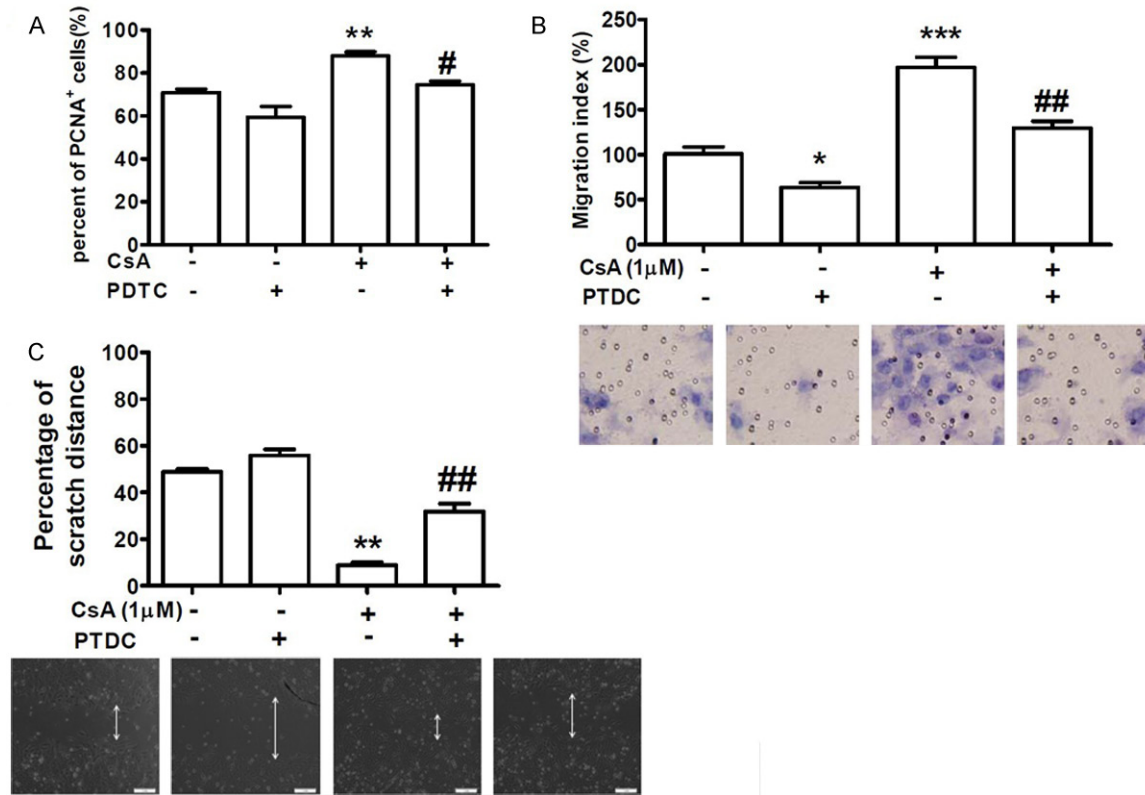 A
percent of PCNA+ cells(%)
100
80
60
40
20
0
**
#
CsA - - + +
PDTC - + - +
B
Migration index (%)
250
200
150
100
50
0
*
***
##
CsA (1μM) - - + +
PTDC - + - +
C
Percentage of
scratch distance
100
80
60
40
20
0
**
##
CsA (1μM) - - + +
PTDC - + - +